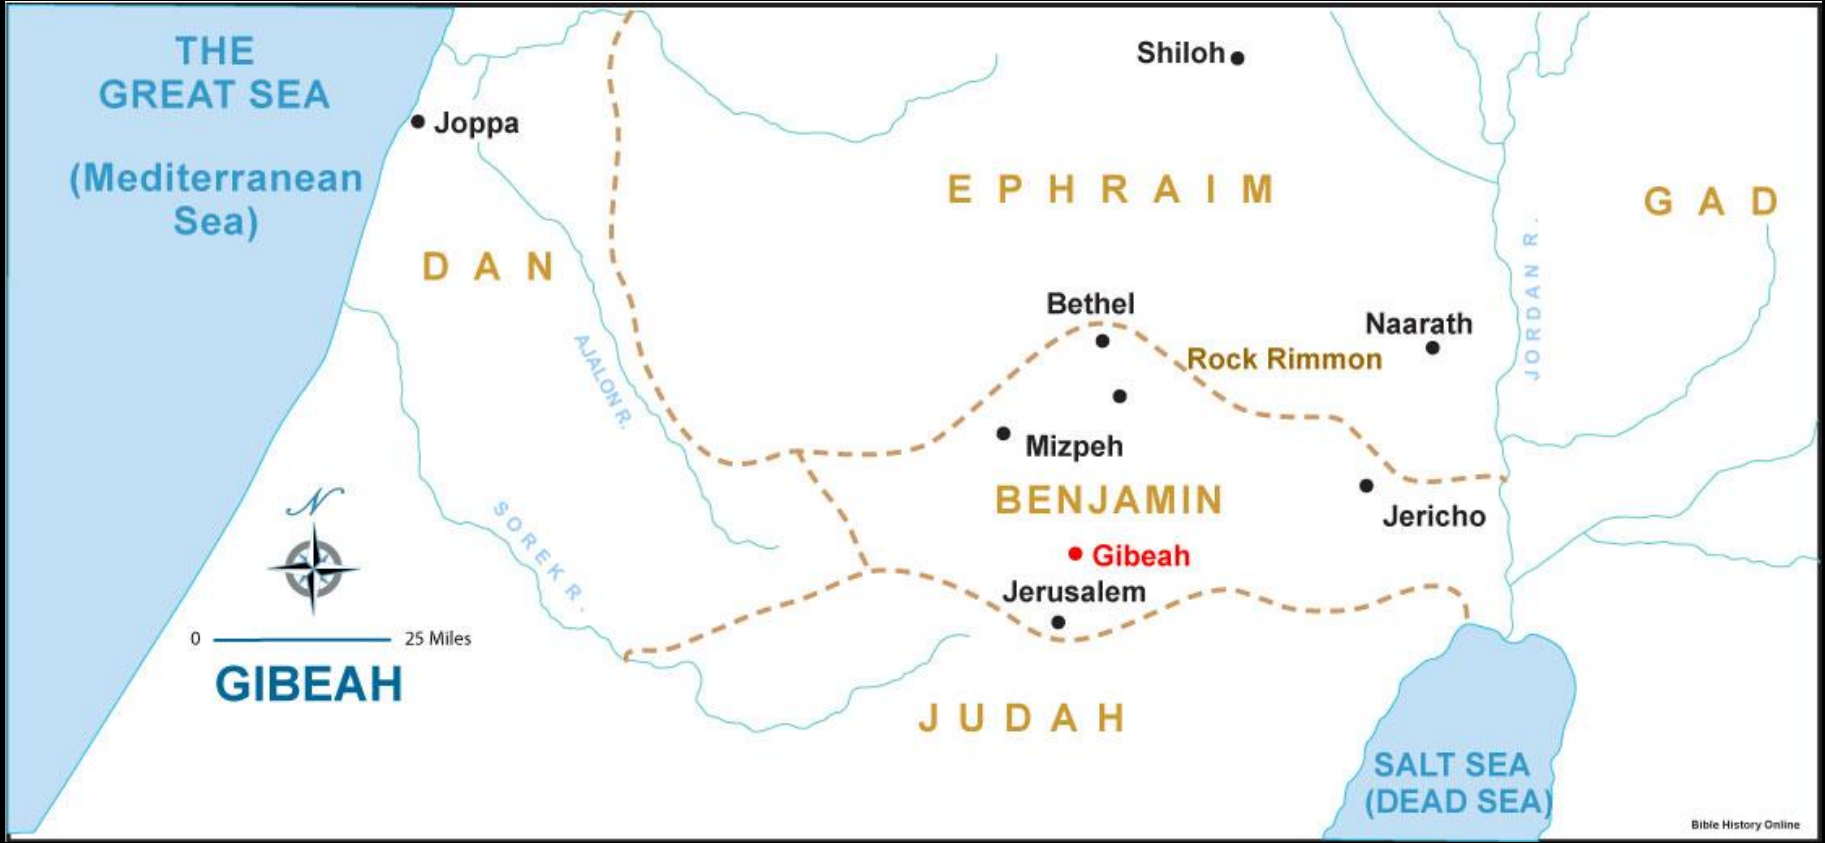 THE
GREAT SEA
(Mediterranean
Sea)
Shiloh
Joppa
EPHRAIM
GAD
DAN
JORDAN R.
Bethel
Naarath
Rock Rimmon
AJALON R.
Mizpeh
BENJAMIN
Jericho
N
SOREK R.
Gibeah
Jerusalem
0 25 Miles
GIBEAH
JUDAH
SALT SEA
(DEAD SEA)
Bible History Online